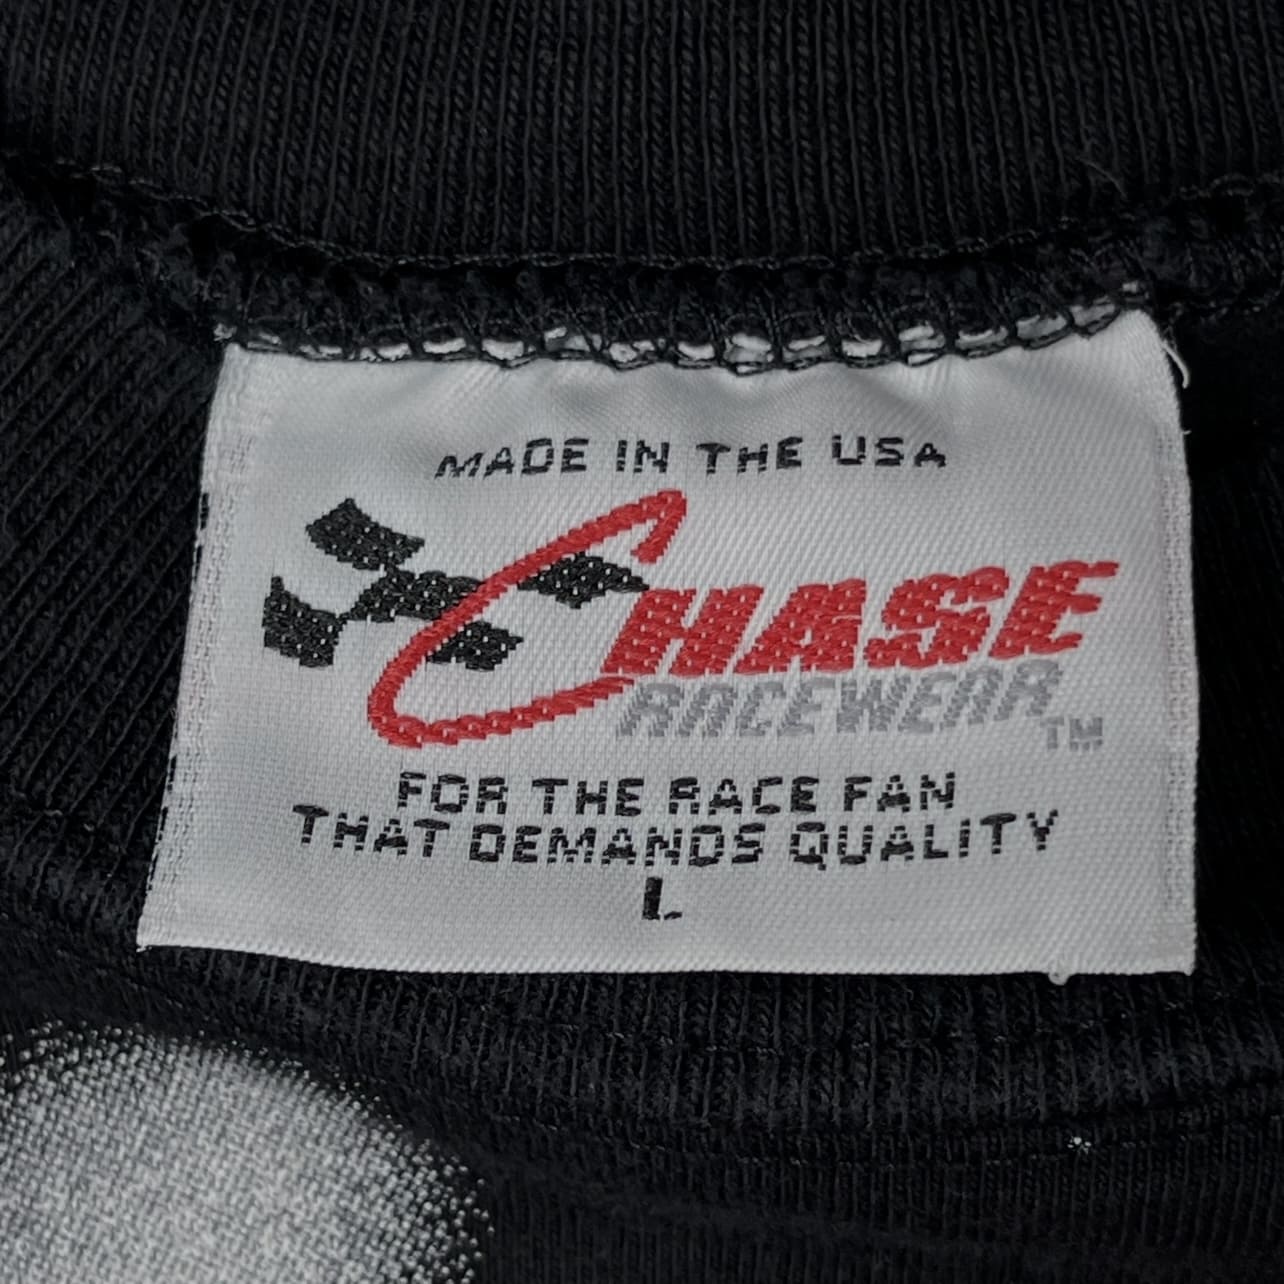 MADE IN THE USA
CHASE
RACEWEAR TM
FOR THE RACE FAN
THAT DEMANDS QUALITY
L